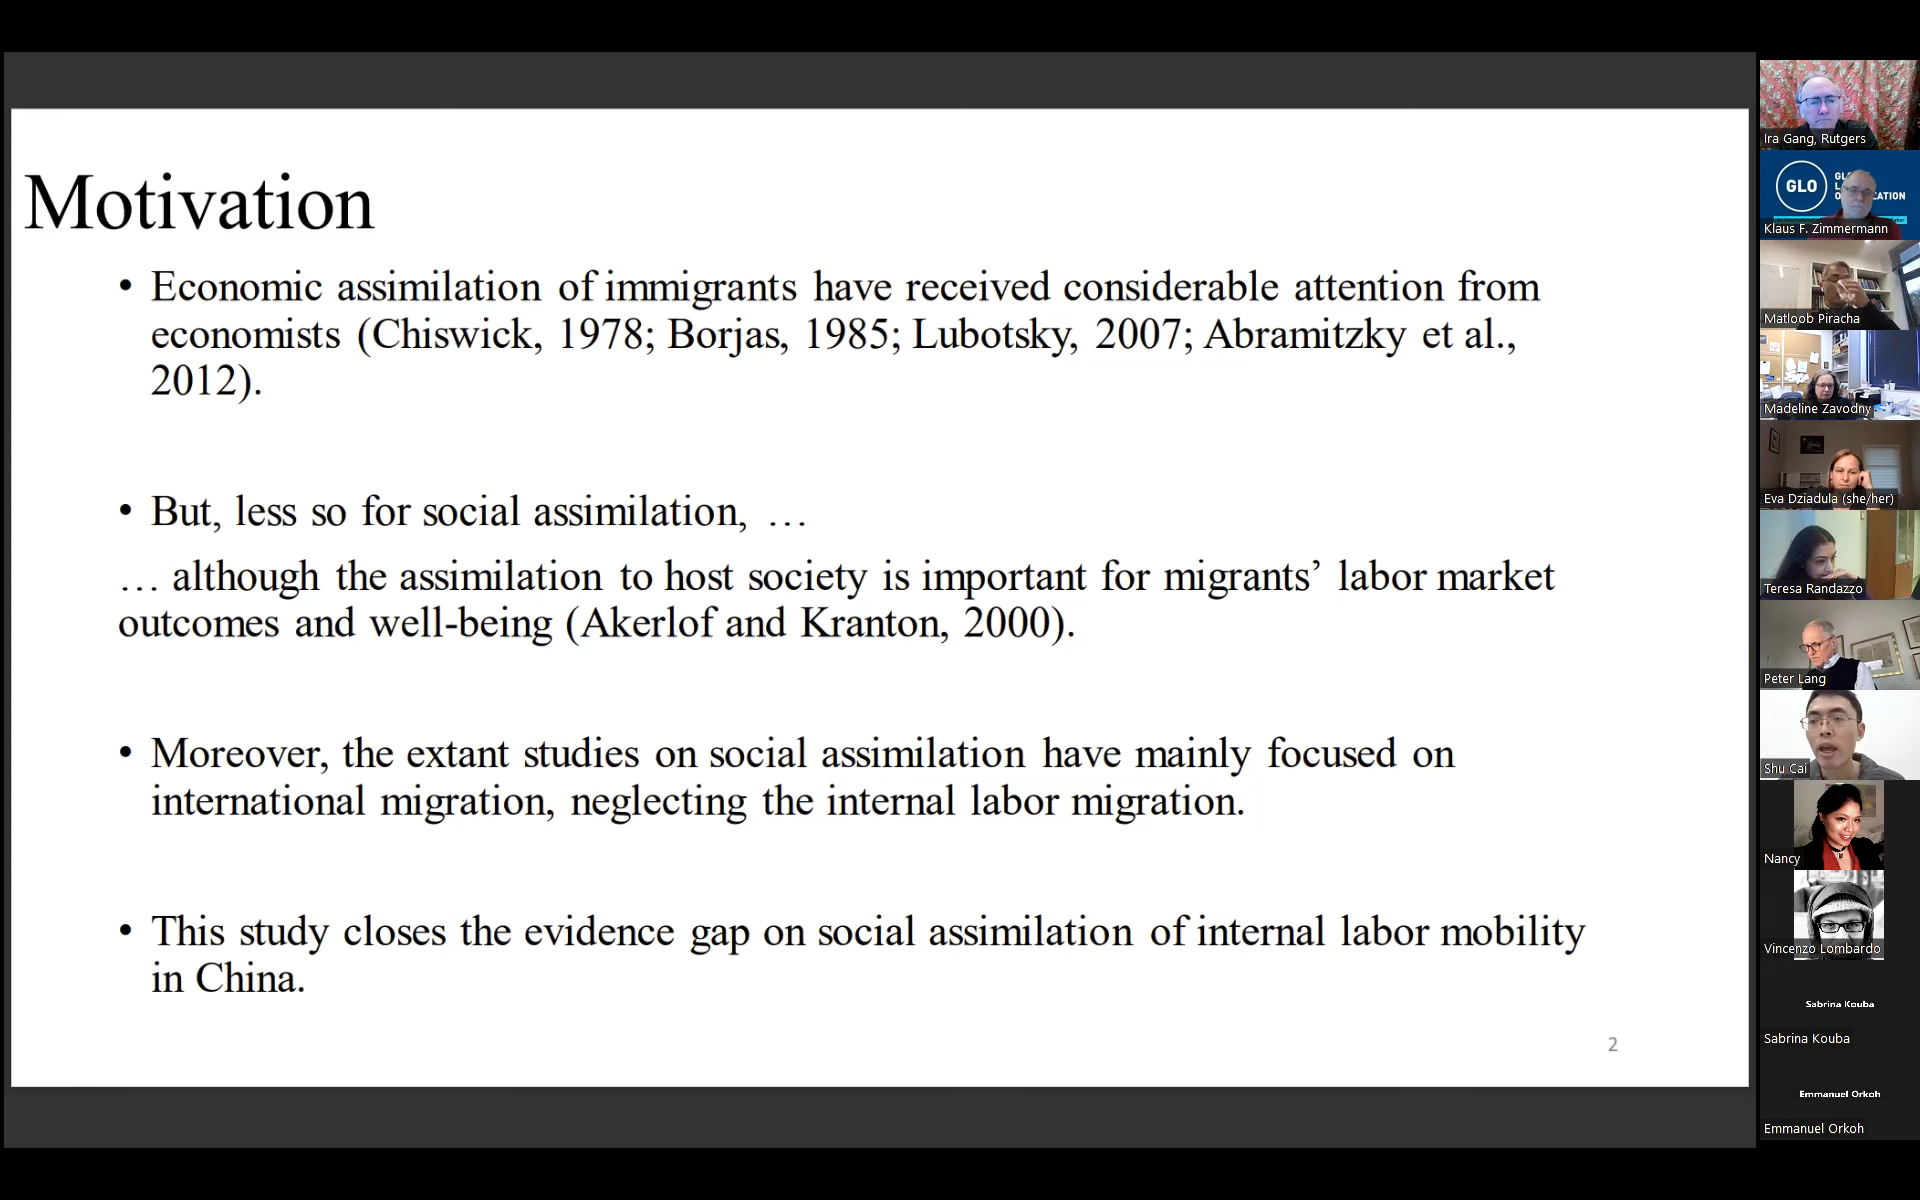 Motivation
• Economic assimilation of immigrants have received considerable attention from
economists (Chiswick, 1978; Borjas, 1985; Lubotsky, 2007; Abramitzky et al.,
2012).
• But, less so for social assimilation, …
… although the assimilation to host society is important for migrants’ labor market
outcomes and well-being (Akerlof and Kranton, 2000).
• Moreover, the extant studies on social assimilation have mainly focused on
international migration, neglecting the internal labor migration.
• This study closes the evidence gap on social assimilation of internal labor mobility
in China.
2
Ira Gang, Rutgers
GLO
Klaus F. Zimmermann
Matloob Piracha
Madeline Zavodny
Eva Dziadula (she/her)
Teresa Randazzo
Peter Lang
Shu Cai
Nancy
Vincenzo Lombardo
Sabrina Kouba
Sabrina Kouba
Emmanuel Orkoh
Emmanuel Orkoh